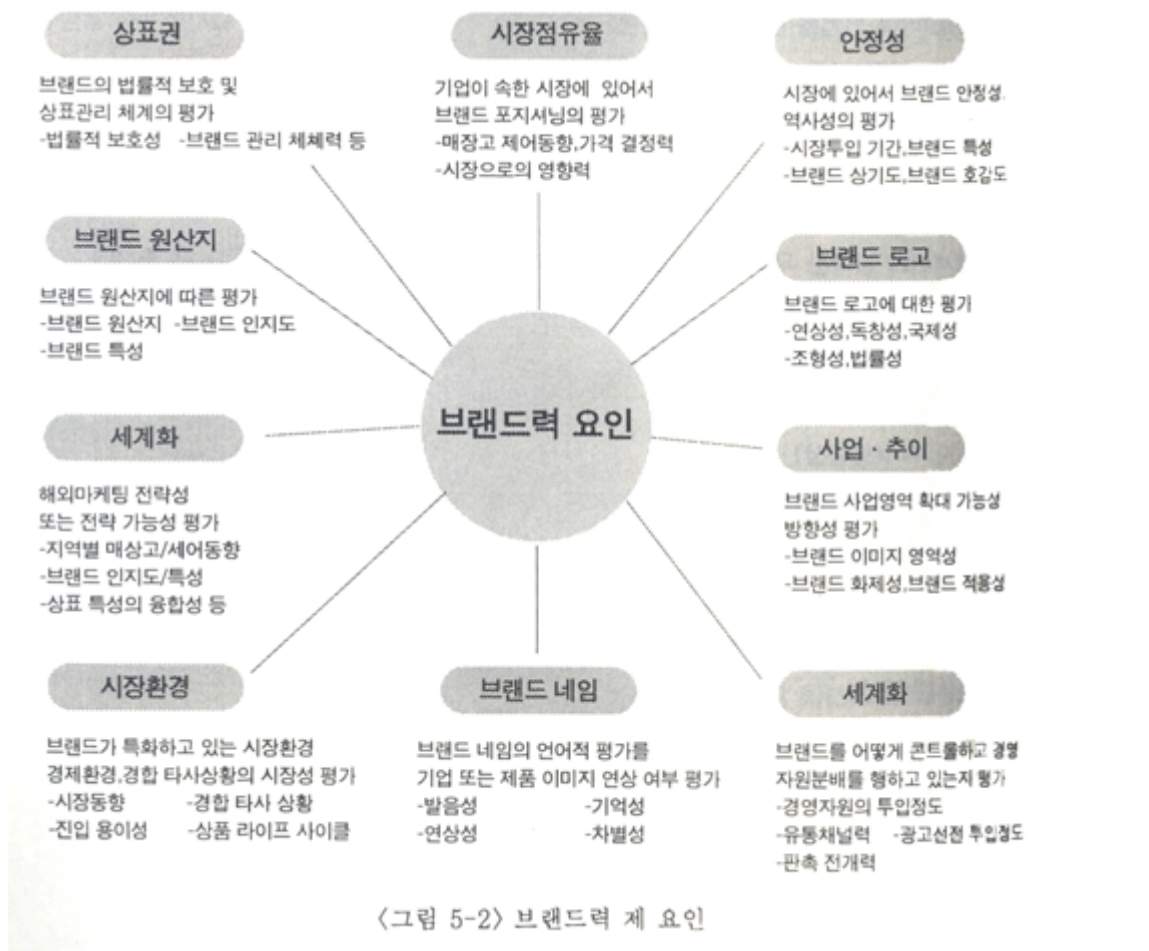 상표권
브랜드의 법률적 보호 및
상표관리 체계의 평가
-법률적 보호성 -브랜드 관리 체체력 등
시장점유율
기업이 속한 시장에 있어서
브랜드 포지셔닝의 평가
-매장고 제어동향,가격 결정력
-시장으로의 영향력
안정성
시장에 있어서 브랜드 안정성.
역사성의 평가
-시장투입 기간,브랜드 특성
-브랜드 상기도,브랜드 호감도
브랜드 원산지
브랜드 원산지에 따른 평가
-브랜드 원산지 -브랜드 인지도
-브랜드 특성
브랜드 로고
브랜드 로고에 대한 평가
-연상성,독창성,국제성
-조형성,법률성
브랜드력 요인
세계화
해외마케팅 전략성
또는 전략 가능성 평가
-지역별 매상고/세어동향
-브랜드 인지도/특성
-상표 특성의 융합성 등
사업·추이
브랜드 사업영역 확대 가능성
방향성 평가
-브랜드 이미지 영역성
-브랜드 화제성,브랜드 적용성
시장환경
브랜드가 특화하고 있는 시장환경
경제환경,경합 타사상황의 시장성 평가
-시장동향 -경합 타사 상황
-진입 용이성 -상품 라이프 사이클
브랜드 네임
브랜드 네임의 언어적 평가를
기업 또는 제품 이미지 연상 여부 평가
-발음성 -기억성
-연상성 -차별성
세계화
브랜드를 어떻게 콘트롤하고 경영
자원분배를 행하고 있는지 평가
-경영자원의 투입정도
-유통채널력 -광고선전 투입정도
-판촉 전개력
〈그림 5-2〉 브랜드력 제 요인